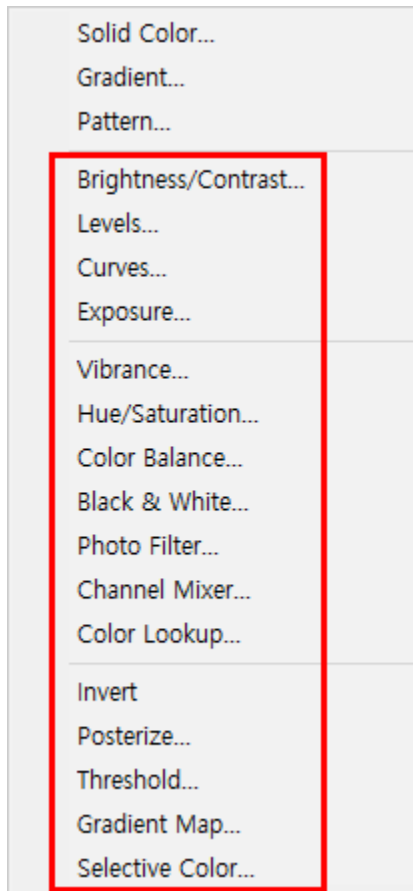 Solid Color...
Gradient...
Pattern...
Brightness/Contrast...
Levels...
Curves...
Exposure...
Vibrance...
Hue/Saturation...
Color Balance...
Black & White...
Photo Filter...
Channel Mixer...
Color Lookup...
Invert
Posterize...
Threshold...
Gradient Map...
Selective Color...